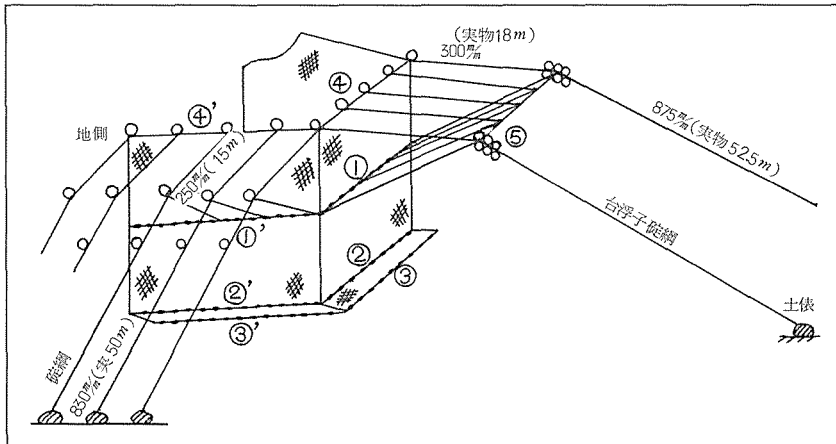 (実物18m)
300m/m
④
④'
地側
875m/m(実物52.5m)
⑤
①
250m/m(15m)
①'
台浮子碇綱
②
③
②'
③'
土俵
碇綱
830m/m(実50m)